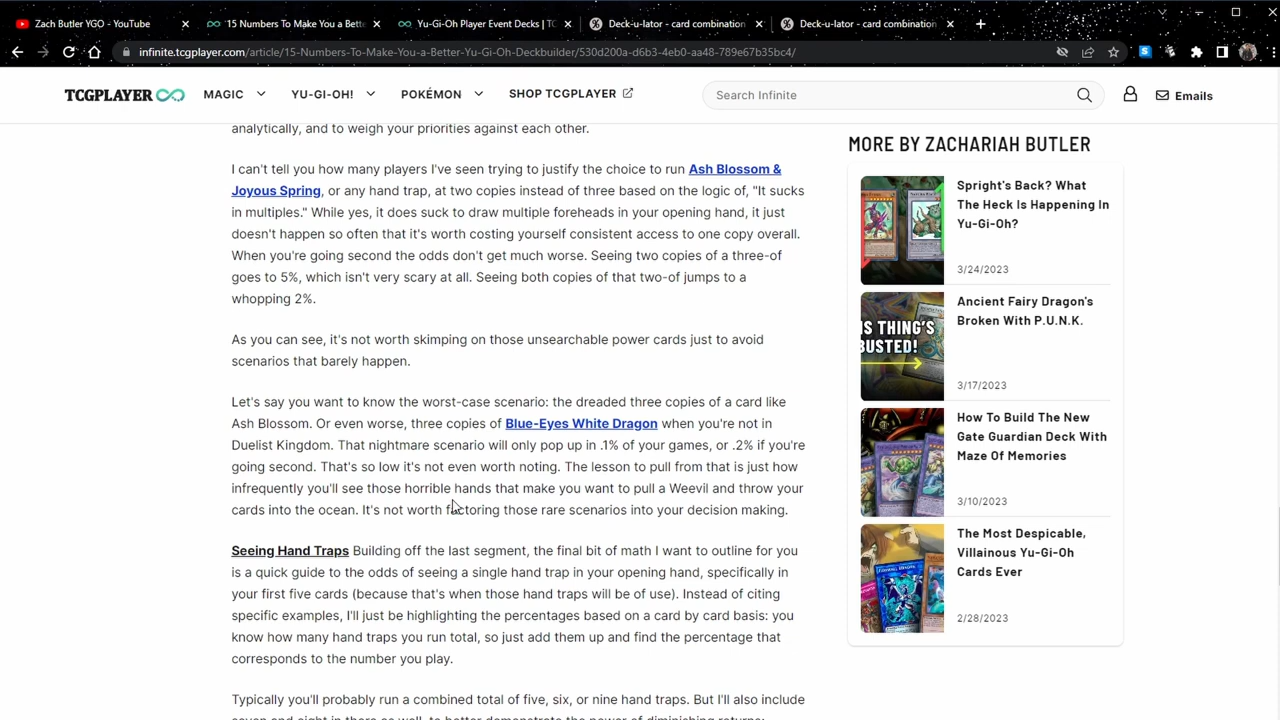 Zach Butler YGO - YouTube
15 Numbers To Make You a Bett
Yu-Gi-Oh Player Event Decks | TC
Deck-u-lator - card combination
Deck-u-lator - card combination
infinite.tcgplayer.com/article/15-Numbers-To-Make-You-a-Better-Yu-Gi-Oh-Deckbuilder/530d200a-d6b3-4eb0-aa48-789e67b35bc4/
TCGPLAYER
MAGIC
YU-GI-OH!
POKÉMON
SHOP TCGPLAYER
Search Infinite
Emails
analytically, and to weigh your priorities against each other.
I can't tell you how many players I've seen trying to justify the choice to run Ash Blossom &
Joyous Spring, or any hand trap, at two copies instead of three based on the logic of, "It sucks
in multiples." While yes, it does suck to draw multiple foreheads in your opening hand, it just
doesn't happen so often that it's worth costing yourself consistent access to one copy overall.
When you're going second the odds don't get much worse. Seeing two copies of a three-of
goes to 5%, which isn't very scary at all. Seeing both copies of that two-of jumps to a
whopping 2%.
As you can see, it's not worth skimping on those unsearchable power cards just to avoid
scenarios that barely happen.
Let's say you want to know the worst-case scenario: the dreaded three copies of a card like
Ash Blossom. Or even worse, three copies of Blue-Eyes White Dragon when you're not in
Duelist Kingdom. That nightmare scenario will only pop up in .1% of your games, or .2% if you're
going second. That's so low it's not even worth noting. The lesson to pull from that is just how
infrequently you'll see those horrible hands that make you want to pull a Weevil and throw your
cards into the ocean. It's not worth factoring those rare scenarios into your decision making.
Seeing Hand Traps Building off the last segment, the final bit of math I want to outline for you
is a quick guide to the odds of seeing a single hand trap in your opening hand, specifically in
your first five cards (because that's when those hand traps will be of use). Instead of citing
specific examples, I'll just be highlighting the percentages based on a card by card basis: you
know how many hand traps you run total, so just add them up and find the percentage that
corresponds to the number you play.
Typically you'll probably run a combined total of five, six, or nine hand traps. But I'll also include
seven and eight in there as well, to better demonstrate the power of diminishing returns:
MORE BY ZACHARIAH BUTLER
Spright's Back? What
The Heck Is Happening In
Yu-Gi-Oh?
3/24/2023
IS THING'S
BUSTED!
Ancient Fairy Dragon's
Broken With P.U.N.K.
3/17/2023
How To Build The New
Gate Guardian Deck With
Maze Of Memories
3/10/2023
The Most Despicable,
Villainous Yu-Gi-Oh
Cards Ever
2/28/2023